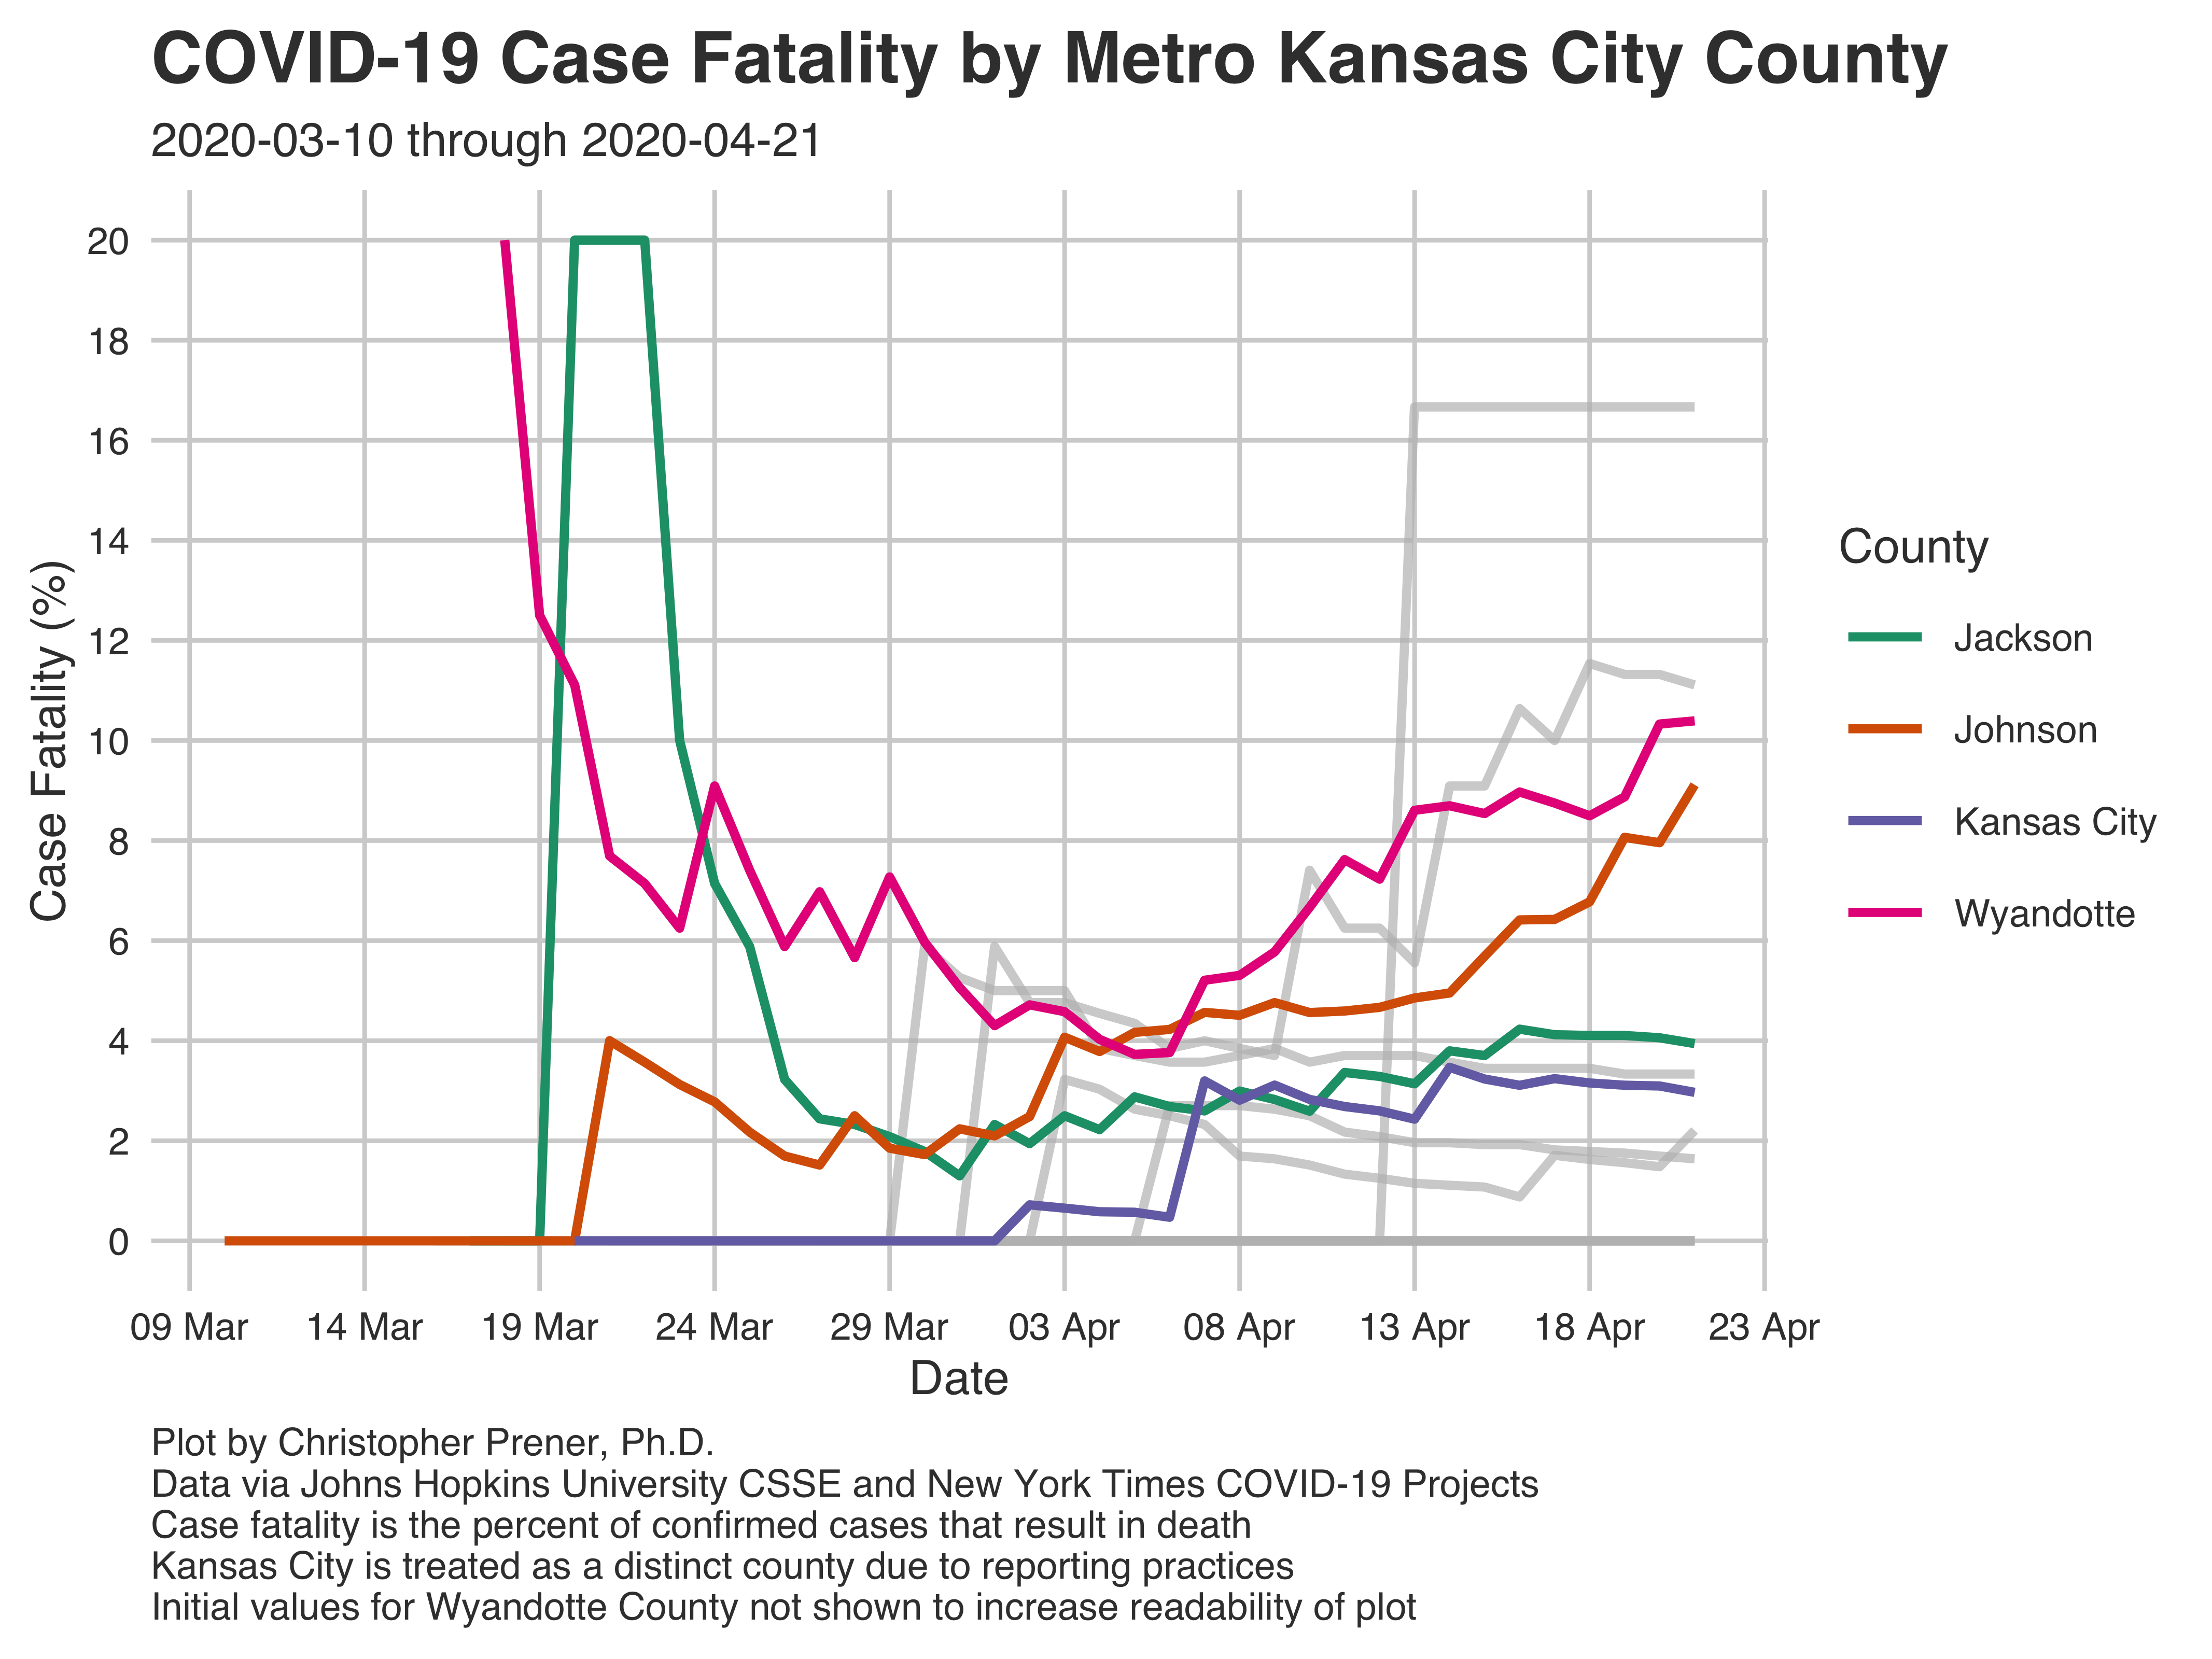 COVID-19 Case Fatality by Metro Kansas City County
2020-03-10 through 2020-04-21
Case Fatality (%)
20
18
16
14
12
10
8
6
4
2
0
09 Mar 14 Mar 19 Mar 24 Mar 29 Mar 03 Apr 08 Apr 13 Apr 18 Apr 23 Apr
Date
County
Jackson
Johnson
Kansas City
Wyandotte
Plot by Christopher Prener, Ph.D.
Data via Johns Hopkins University CSSE and New York Times COVID-19 Projects
Case fatality is the percent of confirmed cases that result in death
Kansas City is treated as a distinct county due to reporting practices
Initial values for Wyandotte County not shown to increase readability of plot